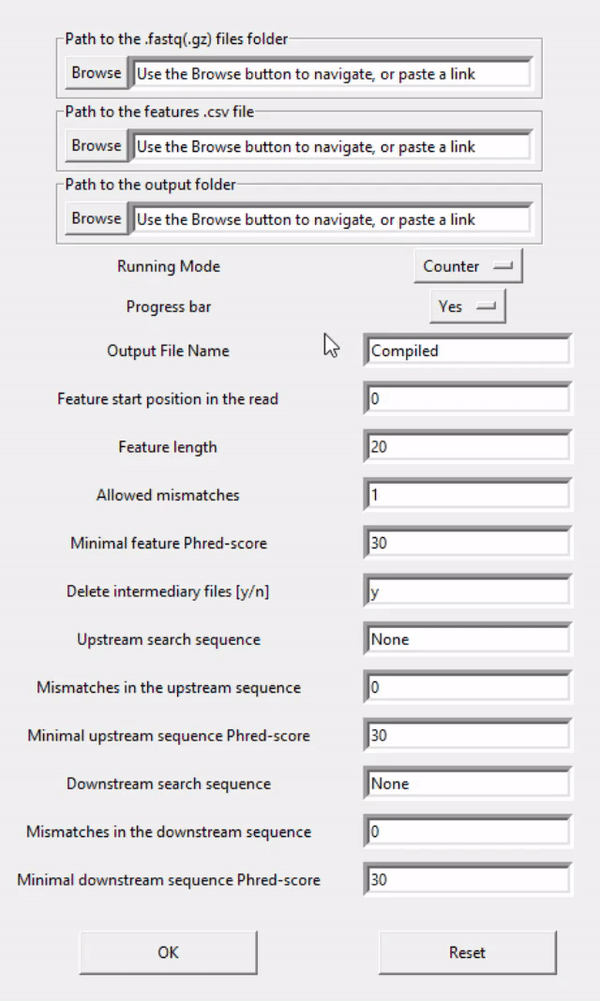 Path to the .fastq(.gz) files folder
Browse Use the Browse button to navigate, or paste a link
Path to the features .csv file
Browse Use the Browse button to navigate, or paste a link
Path to the output folder
Browse Use the Browse button to navigate, or paste a link
Running Mode Counter
Progress bar Yes
Output File Name Compiled
Feature start position in the read 0
Feature length 20
Allowed mismatches 1
Minimal feature Phred-score 30
Delete intermediary files [y/n] y
Upstream search sequence None
Mismatches in the upstream sequence 0
Minimal upstream sequence Phred-score 30
Downstream search sequence None
Mismatches in the downstream sequence 0
Minimal downstream sequence Phred-score 30
OK Reset